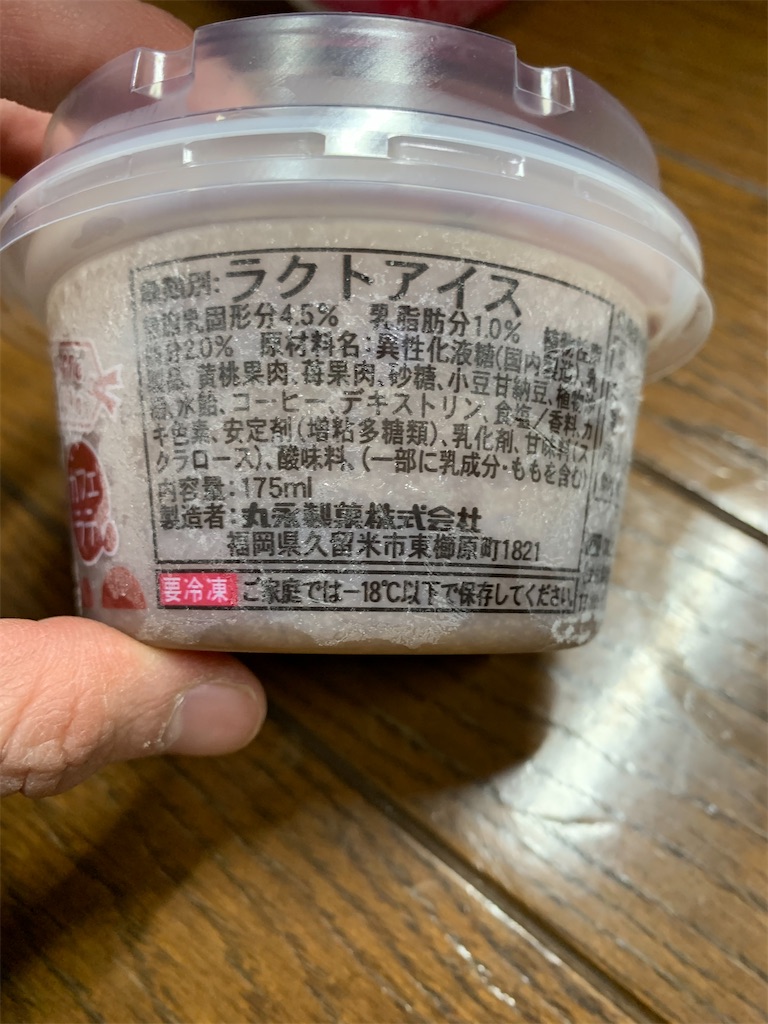 種類別:ラクトアイス
無脂乳固形分4.5% 乳脂肪分1.0%
脂肪分2.0% 原材料名:異性化液糖(国内製造)、乳
製品、黄桃果肉、苺果肉、砂糖、小豆甘納豆、植物
水飴、コーヒー、デキストリン、食塩/香料、カ
キ色素、安定剤(増粘多糖類)、乳化剤、甘味料(ス
クラロース)、酸味料、(一部に乳成分・ももを含む)
内容量:175ml
製造者:丸永製菓株式会社
福岡県久留米市東櫛原町1821
要冷凍 ご家庭では-18℃以下で保存してください。